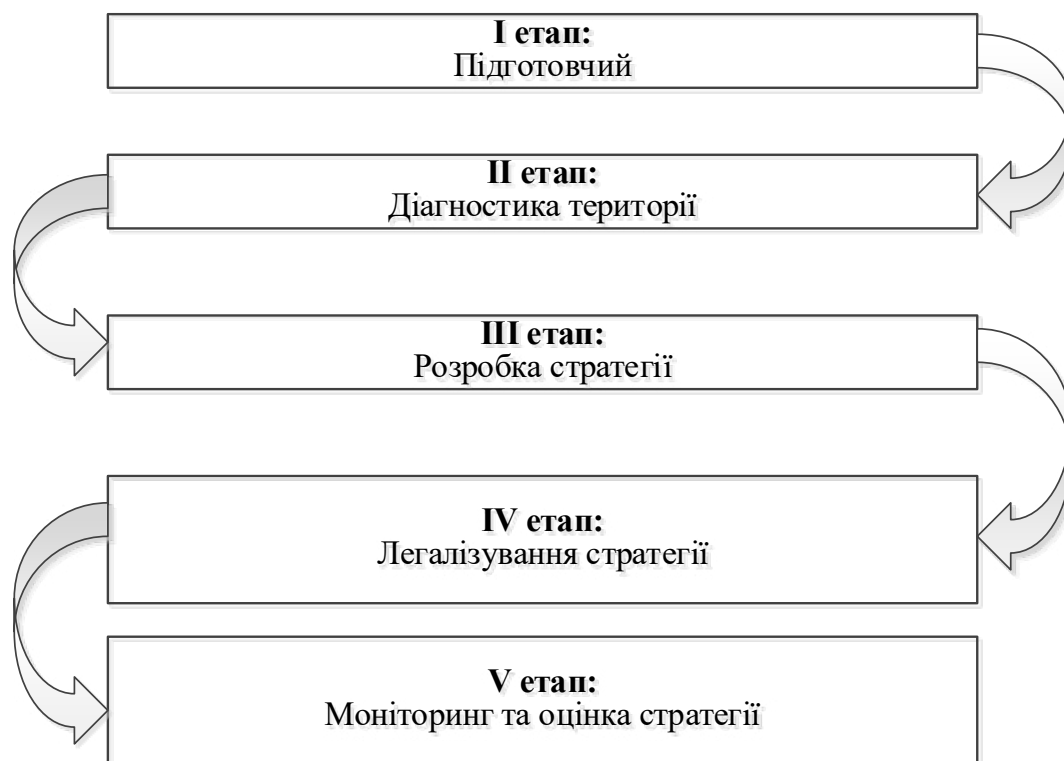 I етап:
Підготовчий
II етап:
Діагностика території
III етап:
Розробка стратегії
IV етап:
Легалізування стратегії
V етап:
Моніторинг та оцінка стратегії